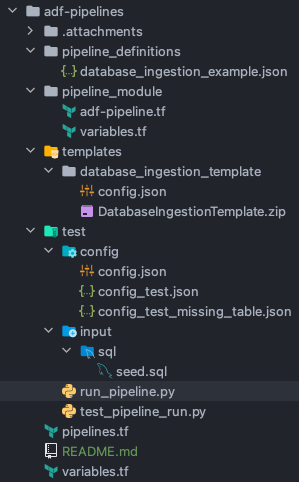 adf-pipelines
.attachments
pipeline_definitions
database_ingestion_example.json
pipeline_module
adf-pipeline.tf
variables.tf
templates
database_ingestion_template
config.json
DatabaseIngestionTemplate.zip
test
config
config.json
config_test.json
config_test_missing_table.json
input
sql
seed.sql
run_pipeline.py
test_pipeline_run.py
pipelines.tf
README.md
variables.tf